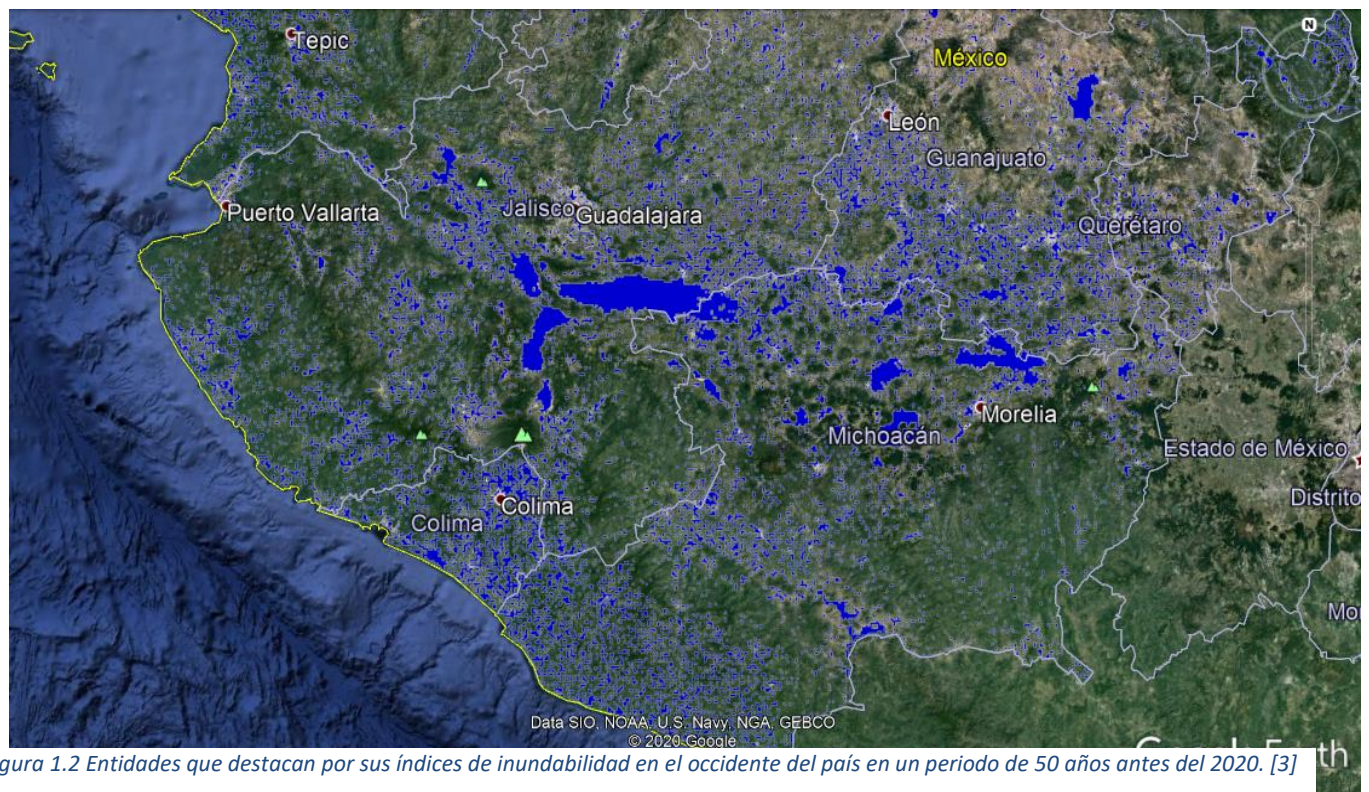 N
Tepic
México
León
Guanajuato
Puerto Vallarta
Jalisco
Guadalajara
Querétaro
Morelia
Michoacán
Estado de México
Distrito
Colima
Colima
Mo
Data SIO, NOAA, U.S. Navy, NGA, GEBCO
© 2020 Google
gura 1.2 Entidades que destacan por sus índices de inundabilidad en el occidente del país en un periodo de 50 años antes del 2020. [3]